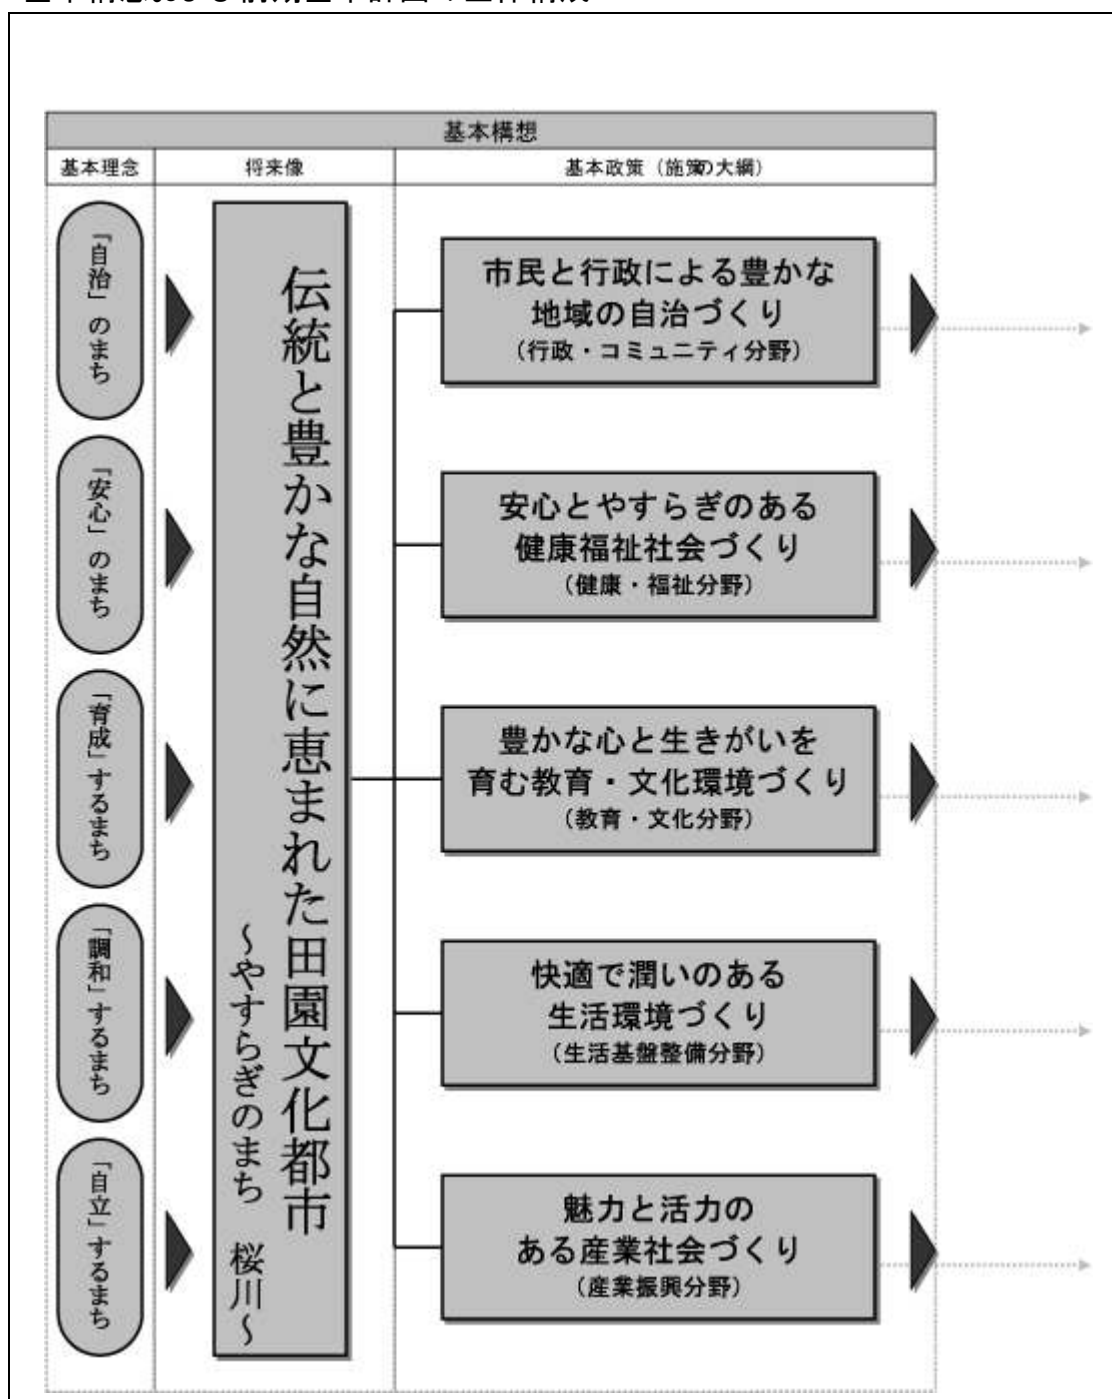 基本構想
基本理念
将来像
基本政策（施策の大綱）
「自治」のまち
「安心」のまち
「育成」するまち
「調和」するまち
「自立」するまち
伝統と豊かな自然に恵まれた田園文化都市
～やすらぎのまち　桜川～
市民と行政による豊かな
地域の自治づくり
（行政・コミュニティ分野）
安心とやすらぎのある
健康福祉社会づくり
（健康・福祉分野）
豊かな心と生きがいを
育む教育・文化環境づくり
（教育・文化分野）
快適で潤いのある
生活環境づくり
（生活基盤整備分野）
魅力と活力の
ある産業社会づくり
（産業振興分野）